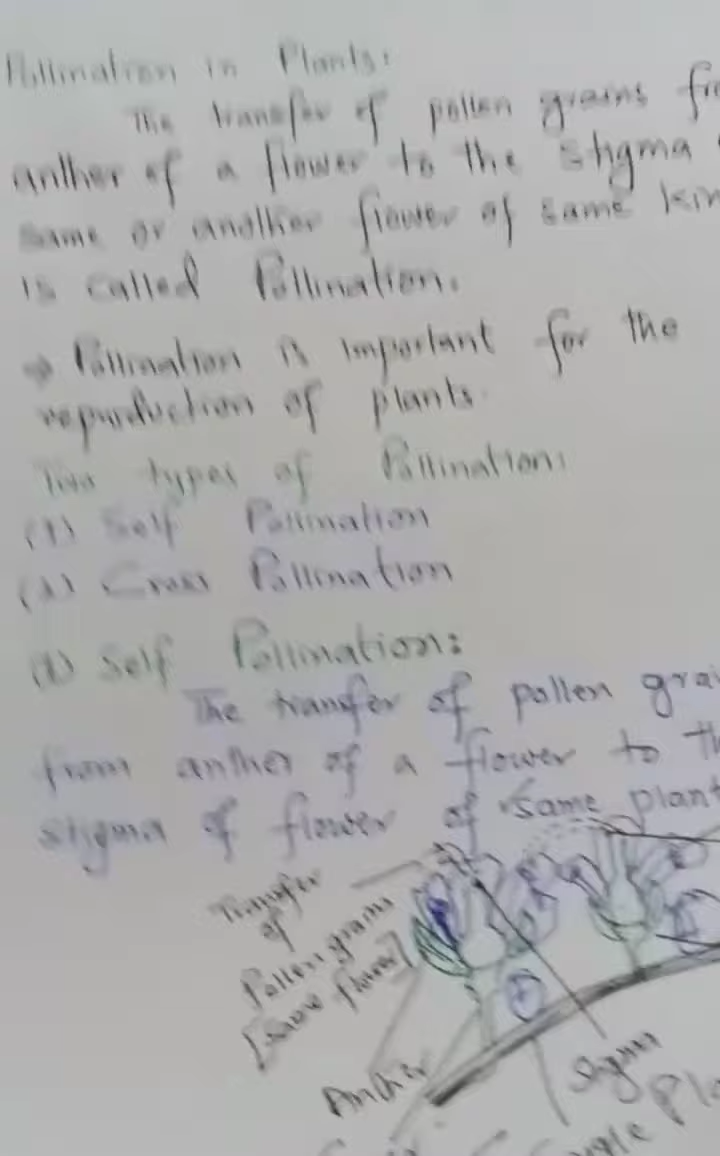 Pollination in Plants:
The transfer of pollen grains
anther of a flower to the stigma
same or another flower of same
is called Pollination.
⇒ Pollination is important for the
reproduction of plants.
Two types of Pollination:
(1) Self Pollination
(2) Cross Pollination
(1) Self Pollination:
The transfer of pollen
from anther of a flower to
stigma of flower of same plant
Transfer
of
Pollen grains
[same flower]
Anther
Stigma